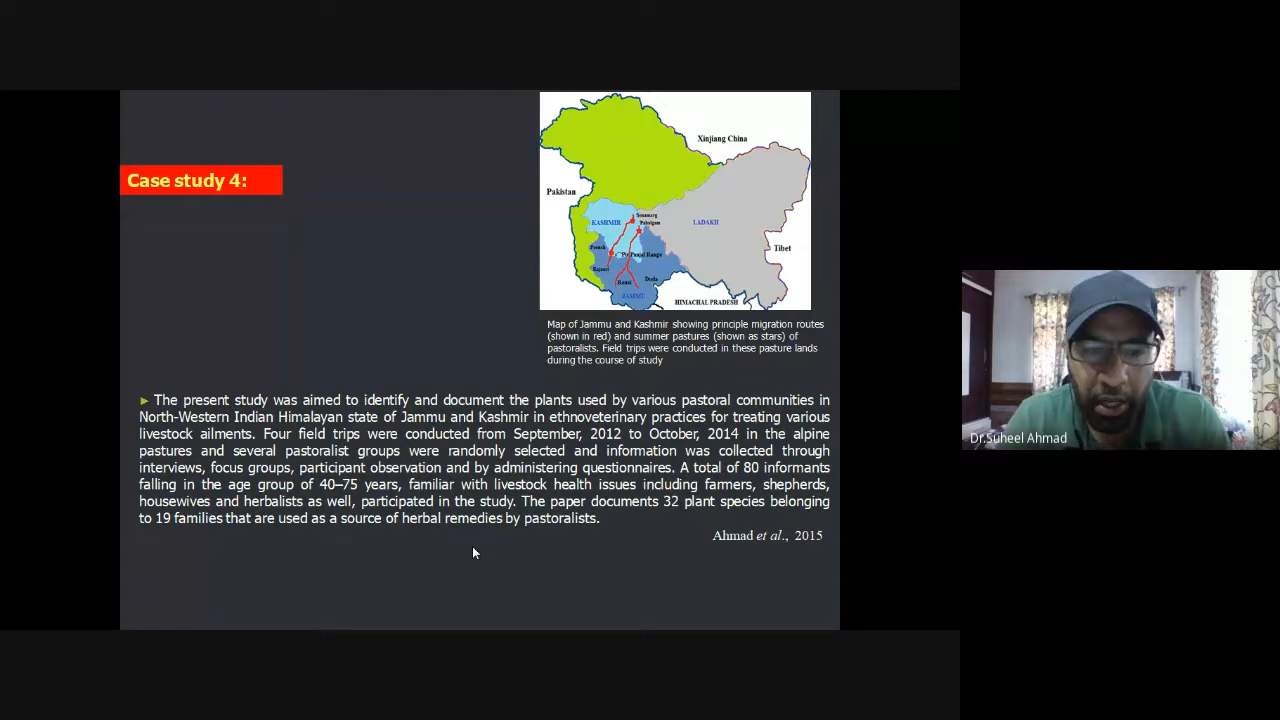 Xinjiang China
Case study 4:
Pakistan
Sonamarg
KASHMIR
Pahalgam
LADAKH
Poonch
Tibet
Pir Panjal Range
Rajouri
Doda
Reasi
JAMMU
HIMACHAL PRADESH
Map of Jammu and Kashmir showing principle migration routes
(shown in red) and summer pastures (shown as stars) of
pastoralists. Field trips were conducted in these pasture lands
during the course of study
► The present study was aimed to identify and document the plants used by various pastoral communities in
North-Western Indian Himalayan state of Jammu and Kashmir in ethnoveterinary practices for treating various
livestock ailments. Four field trips were conducted from September, 2012 to October, 2014 in the alpine
pastures and several pastoralist groups were randomly selected and information was collected through
interviews, focus groups, participant observation and by administering questionnaires. A total of 80 informants
falling in the age group of 40–75 years, familiar with livestock health issues including farmers, shepherds,
housewives and herbalists as well, participated in the study. The paper documents 32 plant species belonging
to 19 families that are used as a source of herbal remedies by pastoralists.
Ahmad et al., 2015
Dr.Suheel Ahmad